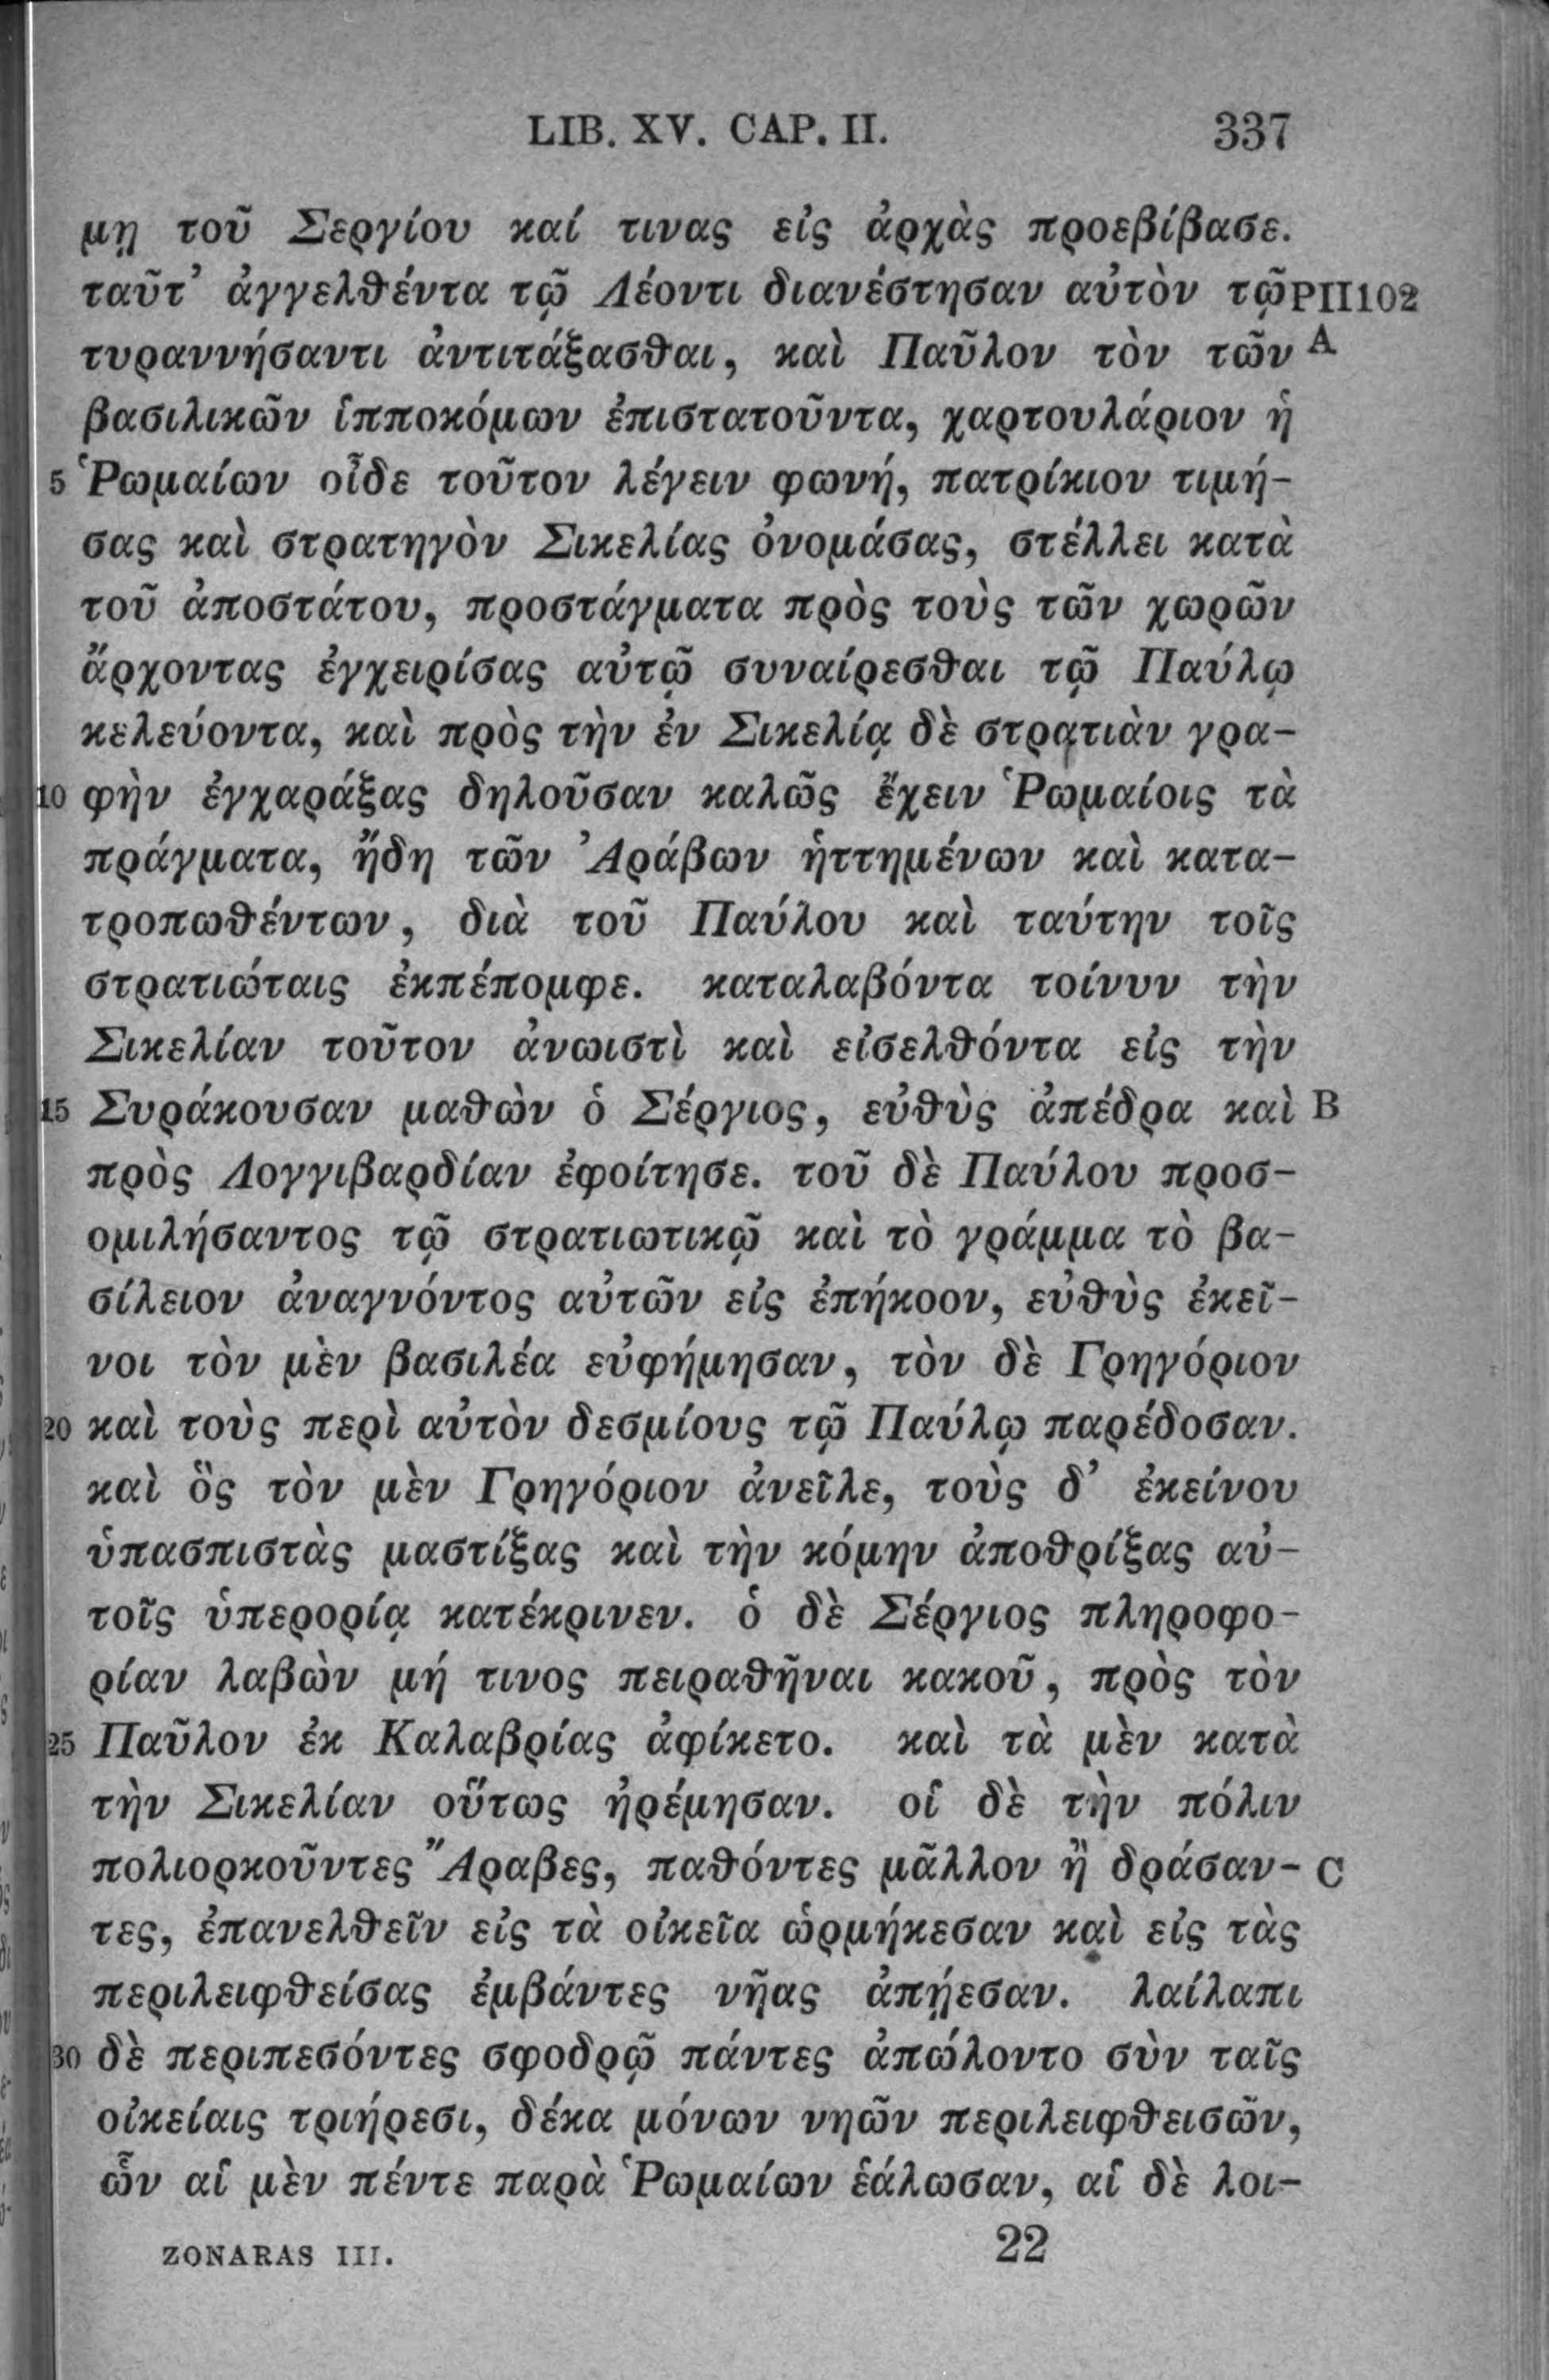 LIB. XV. CAP. II. 337
μῃ τοῦ Σεργίου καί τινας εἰς ἀρχὰς προεβίβασε.
ταῦτ᾽ ἀγγελθέντα τῷ Λέοντι διανέστησαν αὐτὸν τῷ PII102
τυραννήσαντι ἀντιτάξασθαι, καὶ Παῦλον τὸν τῶν A
βασιλικῶν ἱπποκόμων ἐπιστατοῦντα, χαρτουλάριον ἡ
5 Ῥωμαίων οἶδε τοῦτον λέγειν φωνή, πατρίκιον τιμή-
σας καὶ στρατηγὸν Σικελίας ὀνομάσας, στέλλει κατὰ
τοῦ ἀποστάτου, προστάγματα πρὸς τοὺς τῶν χωρῶν
ἄρχοντας ἐγχειρίσας αὐτῷ συναίρεσθαι τῷ Παύλῳ
κελεύοντα, καὶ πρὸς τὴν ἐν Σικελίᾳ δὲ στρατιὰν γρα-
10 φὴν ἐγχαράξας δηλοῦσαν καλῶς ἔχειν Ῥωμαίοις τὰ
πράγματα, ἤδη τῶν Ἀράβων ἡττημένων καὶ κατα-
τροπωθέντων, διὰ τοῦ Παύλου καὶ ταύτην τοῖς
στρατιώταις ἐκπέπομφε. καταλαβόντα τοίνυν τὴν
Σικελίαν τοῦτον ἀνωιστὶ καὶ εἰσελθόντα εἰς τὴν
15 Συράκουσαν μαθὼν ὁ Σέργιος, εὐθὺς ἀπέδρα καὶ B
πρὸς Λογγιβαρδίαν ἐφοίτησε. τοῦ δὲ Παύλου προσ-
ομιλήσαντος τῷ στρατιωτικῷ καὶ τὸ γράμμα τὸ βα-
σίλειον ἀναγνόντος αὐτῶν εἰς ἐπήκοον, εὐθὺς ἐκεῖ-
νοι τὸν μὲν βασιλέα εὐφήμησαν, τὸν δὲ Γρηγόριον
20 καὶ τοὺς περὶ αὐτὸν δεσμίους τῷ Παύλῳ παρέδοσαν.
καὶ ὃς τὸν μὲν Γρηγόριον ἀνεῖλε, τοὺς δ᾽ ἐκείνου
ὑπασπιστὰς μαστίξας καὶ τὴν κόμην ἀποθρίξας αὐ-
τοῖς ὑπερορίᾳ κατέκρινεν. ὁ δὲ Σέργιος πληροφο-
ρίαν λαβὼν μή τινος πειραθῆναι κακοῦ, πρὸς τὸν
25 Παῦλον ἐκ Καλαβρίας ἀφίκετο. καὶ τὰ μὲν κατὰ
τὴν Σικελίαν οὕτως ἠρέμησαν. οἱ δὲ τὴν πόλιν
πολιορκοῦντες Ἄραβες, παθόντες μᾶλλον ἢ δράσαν- C
τες, ἐπανελθεῖν εἰς τὰ οἰκεῖα ὡρμήκεσαν καὶ εἰς τὰς
περιλειφθείσας ἐμβάντες νῆας ἀπῄεσαν. λαίλαπι
30 δὲ περιπεσόντες σφοδρῷ πάντες ἀπώλοντο σὺν ταῖς
οἰκείαις τριήρεσι, δέκα μόνων νηῶν περιλειφθεισῶν,
ὧν αἱ μὲν πέντε παρὰ Ῥωμαίων ἑάλωσαν, αἱ δὲ λοι-
ZONARAS III. 22